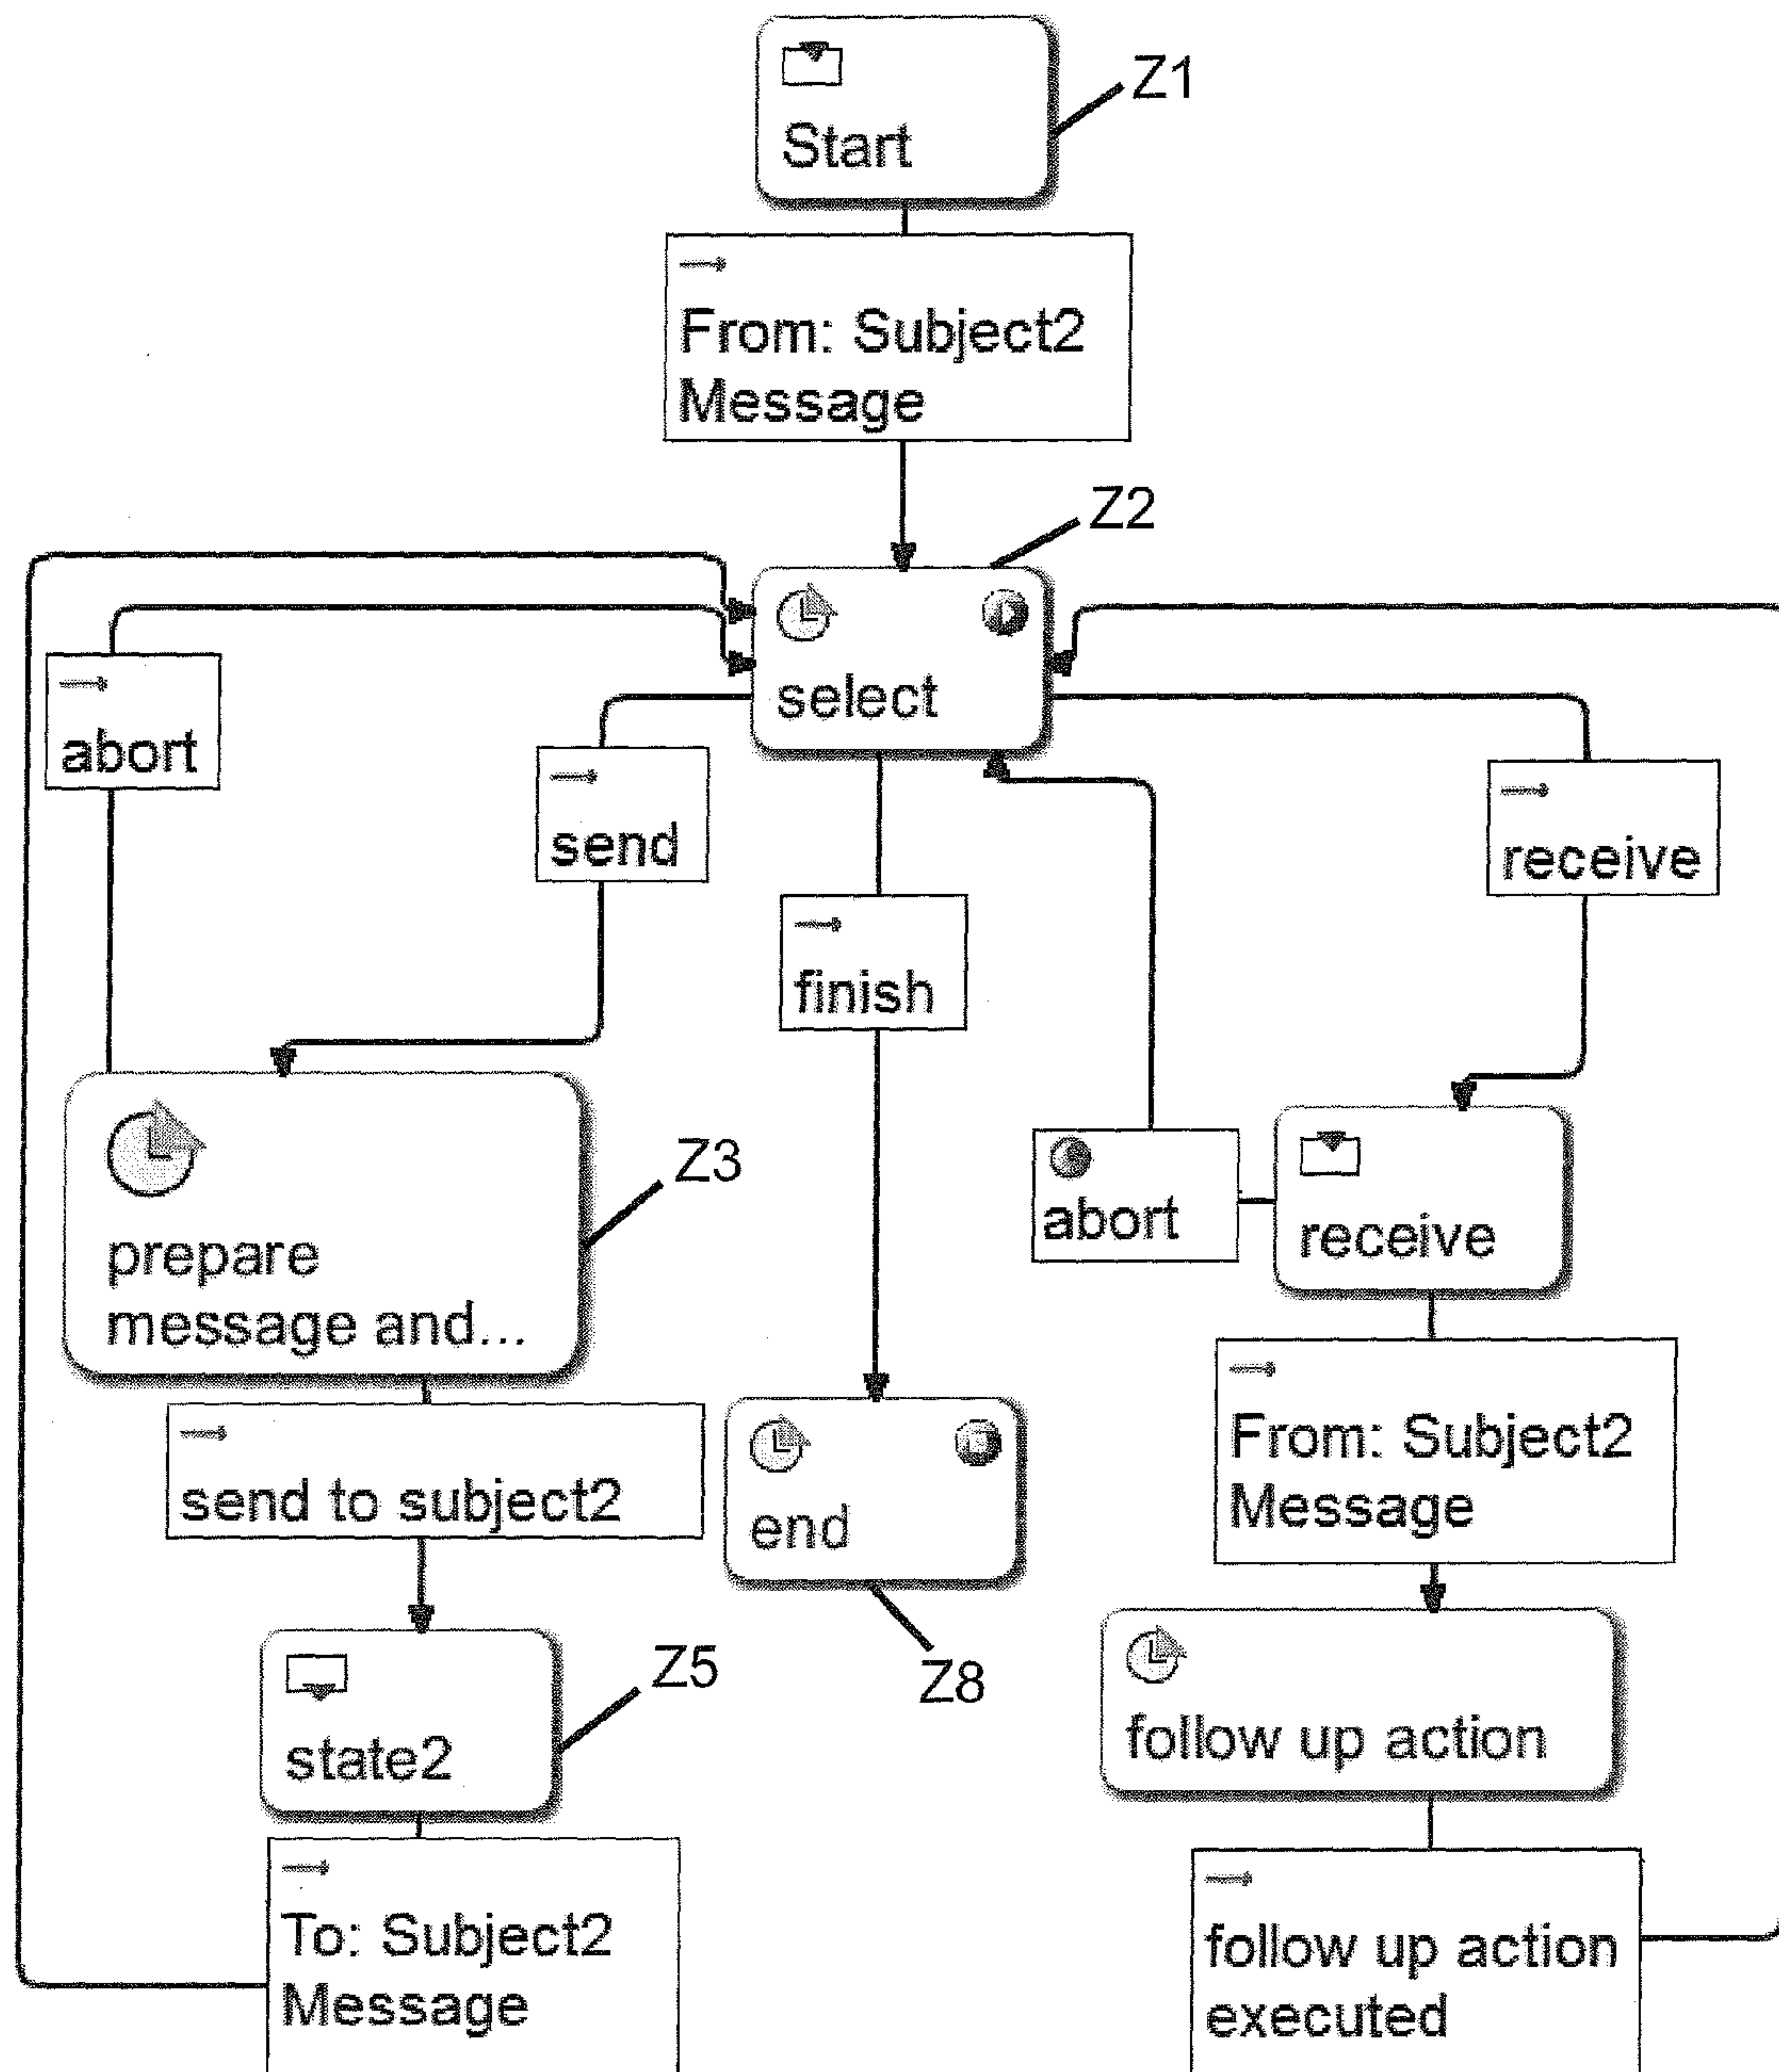 Start
Z1
From: Subject2
Message
Z2
select
abort
send
receive
finish
prepare
message and...
Z3
abort
receive
send to subject2
end
From: Subject2
Message
state2
Z5
Z8
follow up action
To: Subject2
Message
follow up action
executed